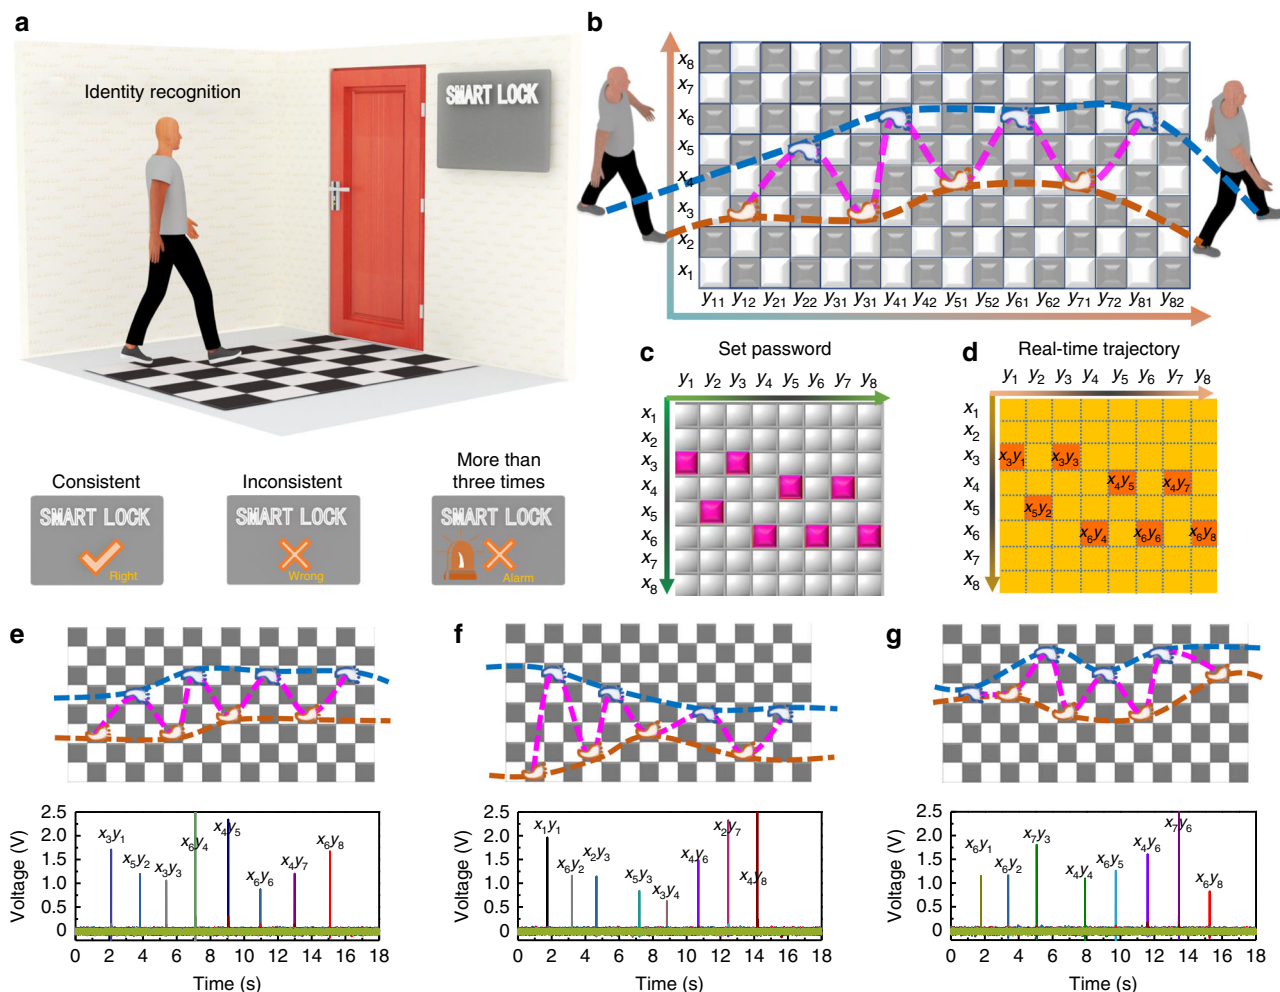 a
Identity recognition
SMART LOCK
b
x8
x7
x6
x5
x4
x3
x2
x1
y11 y12 y21 y22 y31 y31 y41 y42 y51 y52 y61 y62 y71 y72 y81 y82
c
Set password
y1 y2 y3 y4 y5 y6 y7 y8
x1
x2
x3
x4
x5
x6
x7
x8
d
Real-time trajectory
y1 y2 y3 y4 y5 y6 y7 y8
x1
x2
x3
x4
x5
x6
x7
x8
x3y1 x3y3
x4y5 x4y7
x5y2
x6y4 x6y6 x6y8
Consistent
SMART LOCK
Right
Inconsistent
SMART LOCK
Wrong
More than
three times
SMART LOCK
Alarm
e
Voltage (V)
2.5
2.0
1.5
1.0
0.5
0
x3y1
x5y2
x3y3
x6y4
x4y5
x6y6
x4y7
x6y8
0 2 4 6 8 10 12 14 16 18
Time (s)
f
Voltage (V)
2.5
2.0
1.5
1.0
0.5
0
x1y1
x6y2
x2y3
x5y3
x3y4
x4y6
x2y7
x4y8
0 2 4 6 8 10 12 14 16 18
Time (s)
g
Voltage (V)
2.5
2.0
1.5
1.0
0.5
0
x6y1
x6y2
x7y3
x4y4
x6y5
x4y6
x7y6
x6y8
0 2 4 6 8 10 12 14 16 18
Time (s)